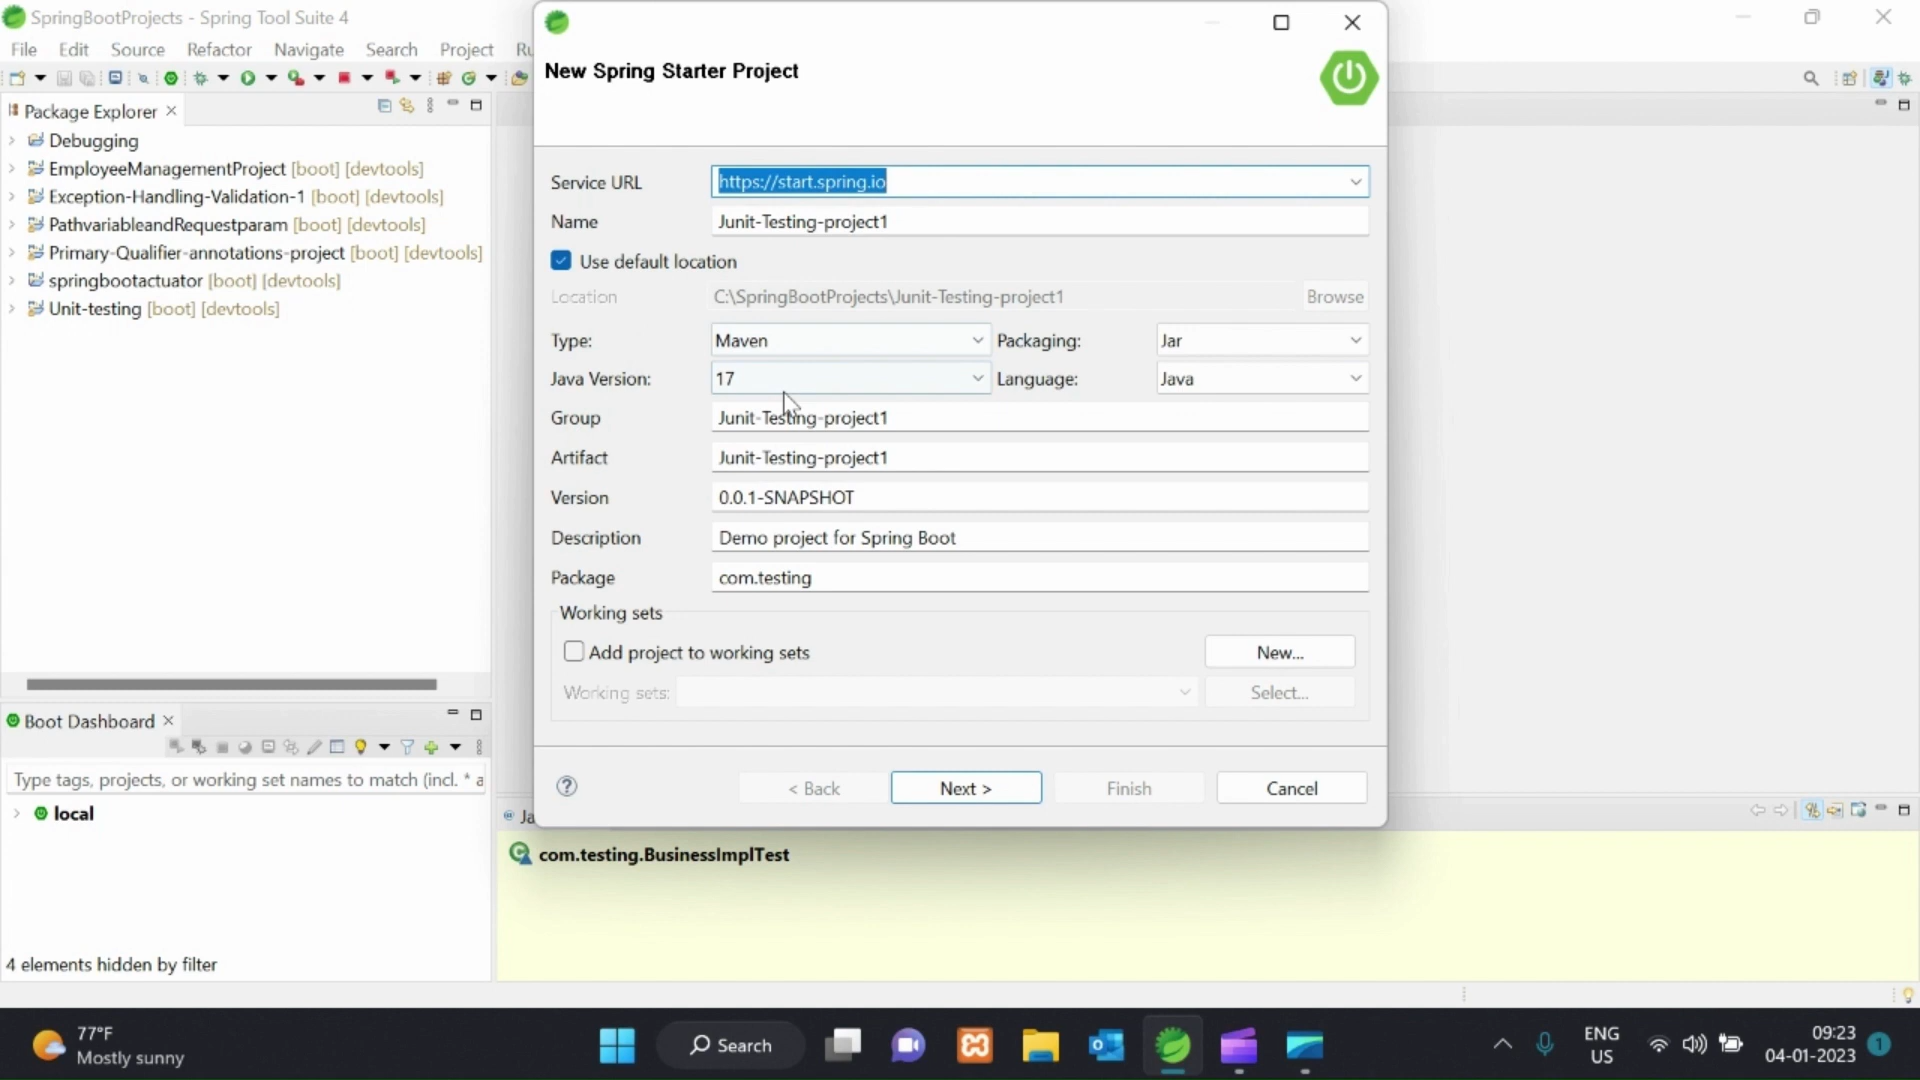 SpringBootProjects - Spring Tool Suite 4
File Edit Source Refactor Navigate Search Project
Package Explorer
Debugging
EmployeeManagementProject [boot] [devtools]
Exception-Handling-Validation-1 [boot] [devtools]
PathvariableandRequestparam [boot] [devtools]
Primary-Qualifier-annotations-project [boot] [devtools]
springbootactuator [boot] [devtools]
Unit-testing [boot] [devtools]
New Spring Starter Project
Service URL https://start.spring.io
Name Junit-Testing-project1
Use default location
Location C:\SpringBootProjects\Junit-Testing-project1 Browse
Type: Maven Packaging: Jar
Java Version: 17 Language: Java
Group Junit-Testing-project1
Artifact Junit-Testing-project1
Version 0.0.1-SNAPSHOT
Description Demo project for Spring Boot
Package com.testing
Working sets
Add project to working sets New...
Working sets: Select...
< Back Next > Finish Cancel
Boot Dashboard
Type tags, projects, or working set names to match (incl. * a
local
4 elements hidden by filter
com.testing.BusinessImplTest
77°F
Mostly sunny
Search
ENG
US
09:23
04-01-2023
1